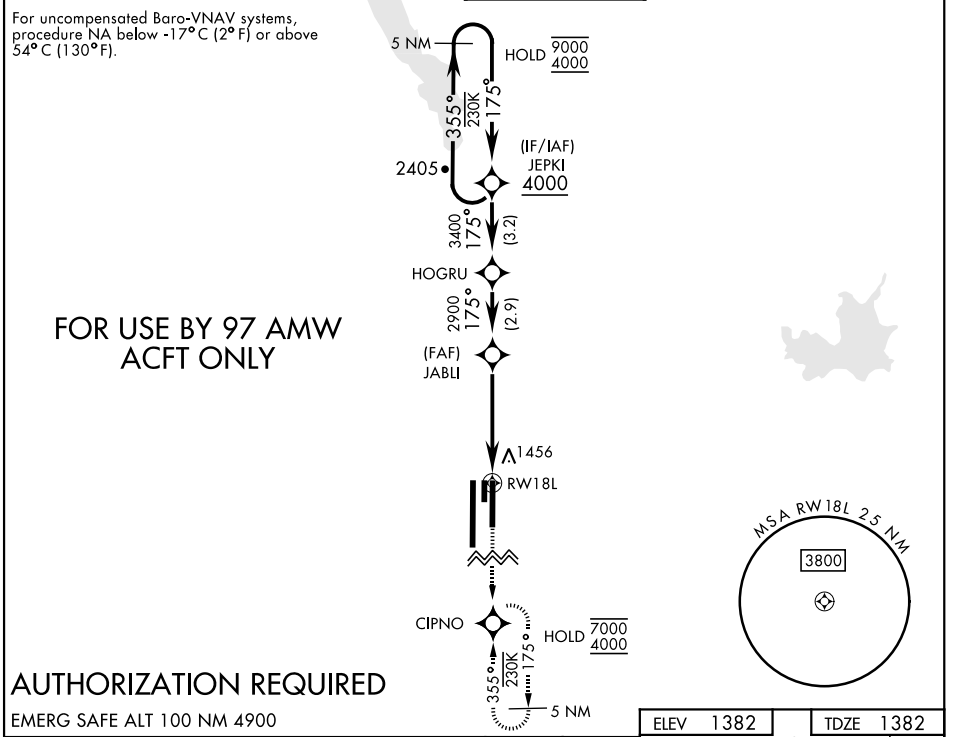 For uncompensated Baro-VNAV systems,
procedure NA below -17°C (2°F) or above
54°C (130°F).
5 NM
HOLD 9000
4000
355°
230K
175°
(IF/IAF)
JEPKI
4000
2405
3400
175°
(3.2)
HOGRU
2900
175°
(2.9)
FOR USE BY 97 AMW
ACFT ONLY
(FAF)
JABLI
1456
RW18L
MSA RW18L 25 NM
3800
CIPNO
HOLD 7000
4000
355°
230K
175°
5 NM
AUTHORIZATION REQUIRED
EMERG SAFE ALT 100 NM 4900
ELEV 1382
TDZE 1382